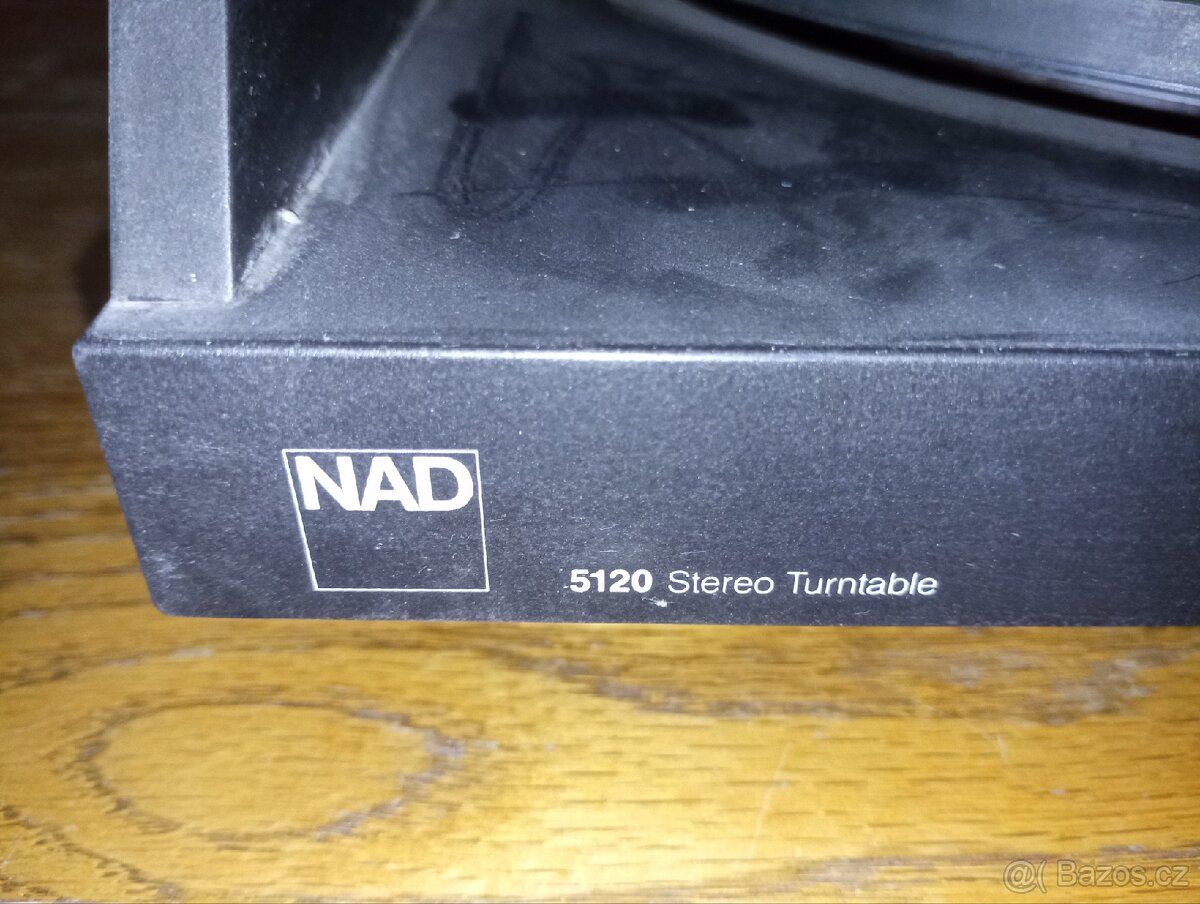 NAD
5120 Stereo Turntable
@( Bazos.cz